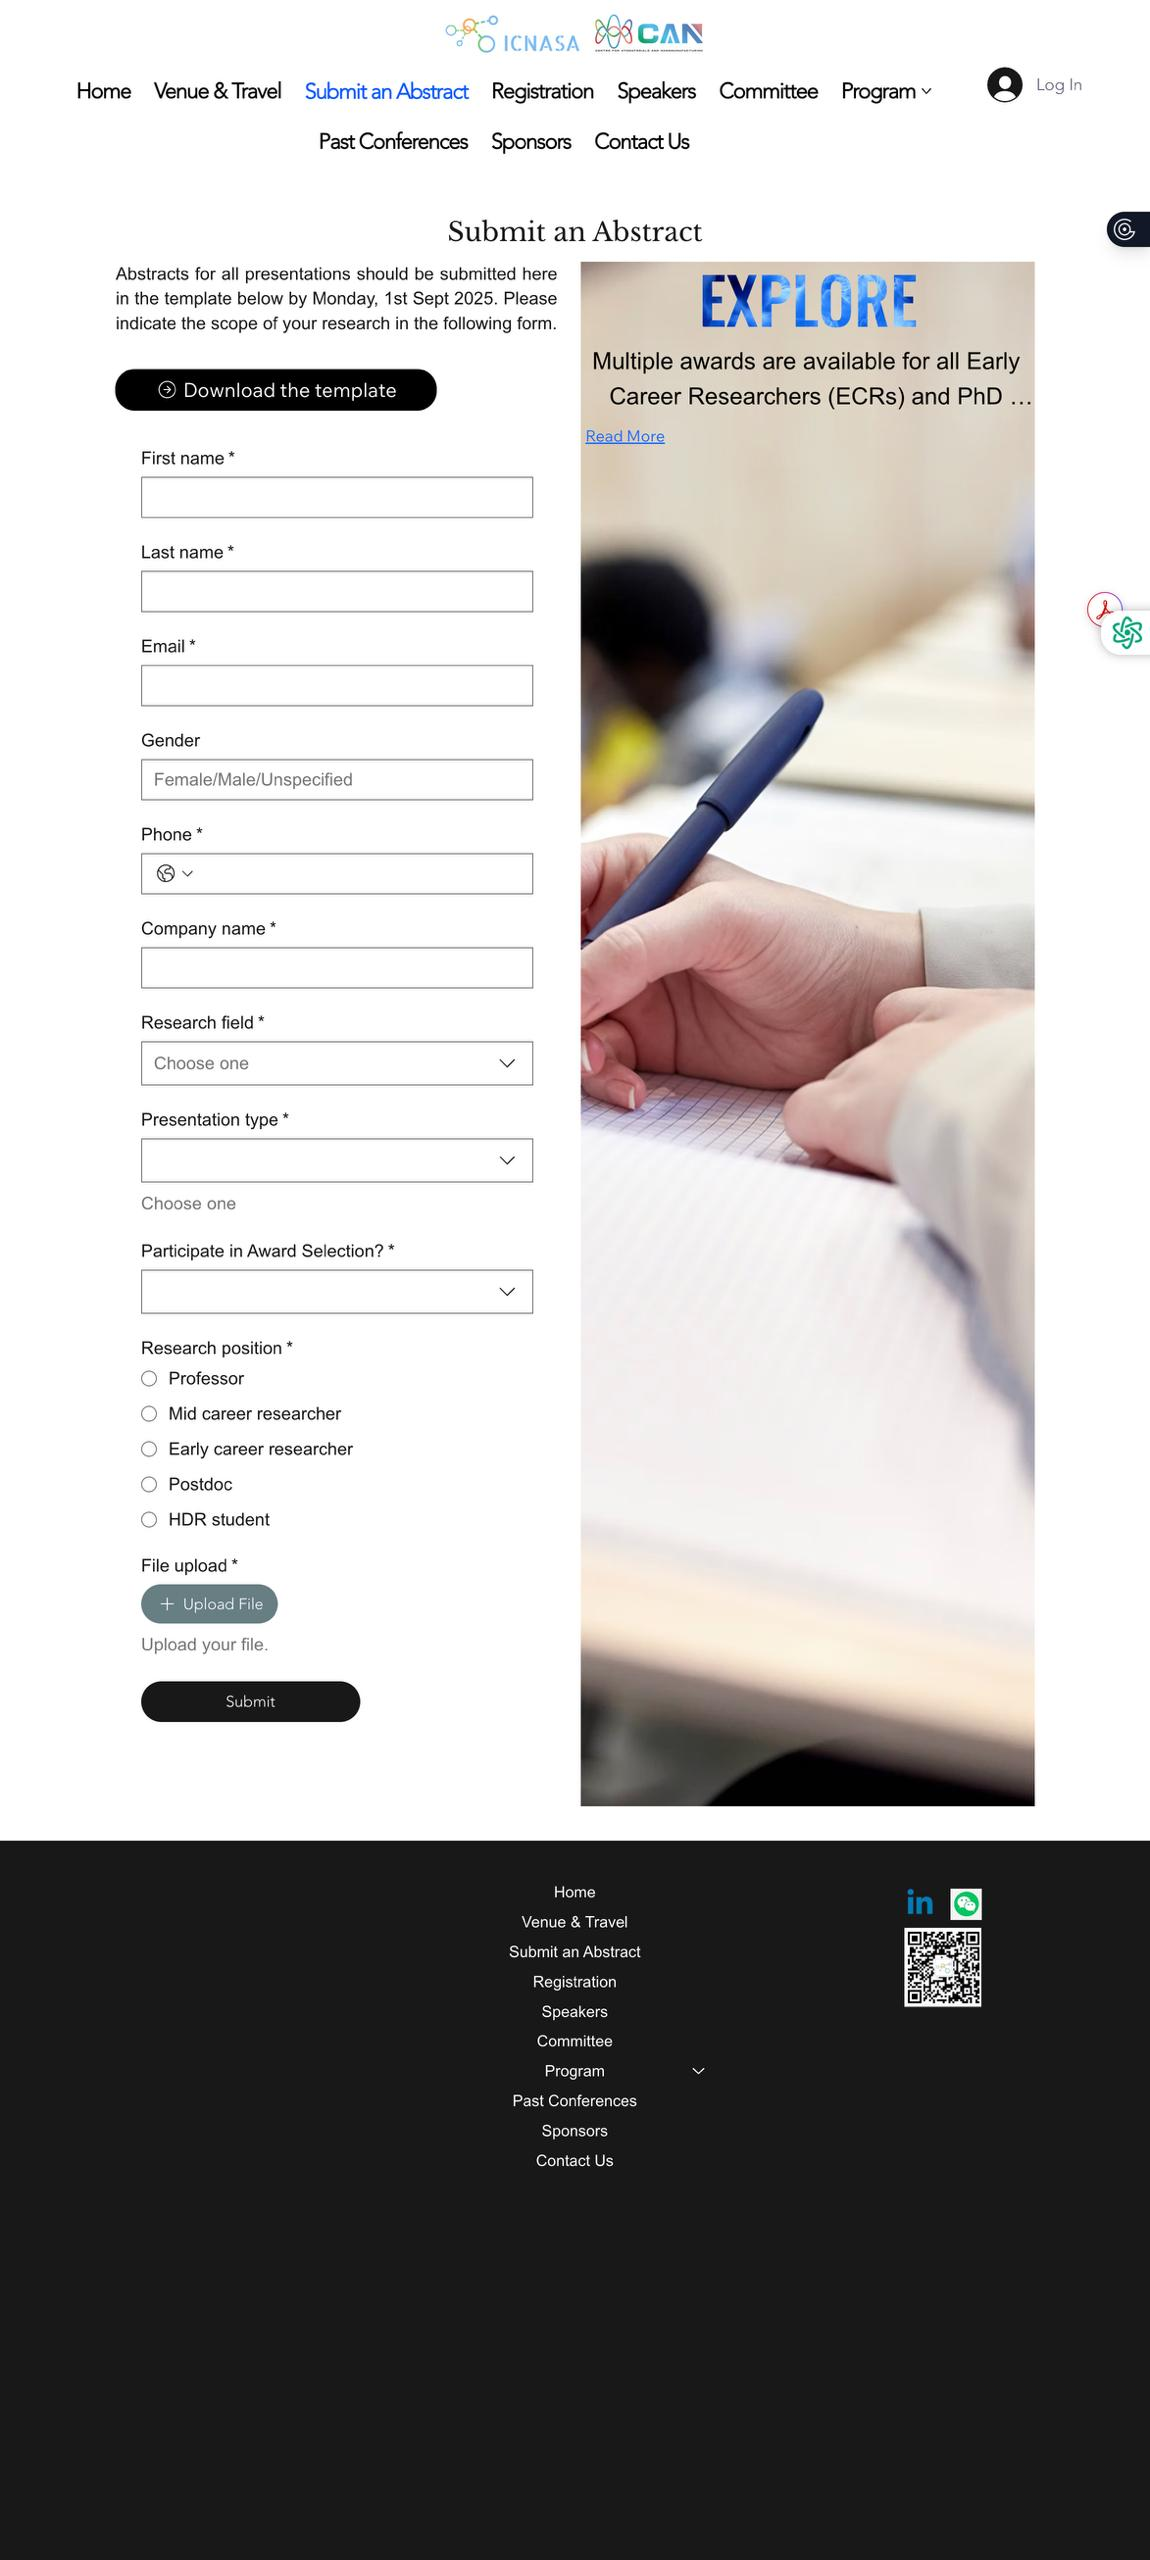 ICNASA CAN
CENTRE FOR ATOMATERIALS AND NANOMANUFACTURING
Home Venue & Travel Submit an Abstract Registration Speakers Committee Program
Log In
Past Conferences Sponsors Contact Us
Submit an Abstract
Abstracts for all presentations should be submitted here
in the template below by Monday, 1st Sept 2025. Please
indicate the scope of your research in the following form.
Download the template
First name *
Last name *
Email *
Gender
Female/Male/Unspecified
Phone *
Company name *
Research field *
Choose one
Presentation type *
Choose one
Participate in Award Selection? *
Research position *
Professor
Mid career researcher
Early career researcher
Postdoc
HDR student
File upload *
Upload File
Upload your file.
Submit
EXPLORE
Multiple awards are available for all Early
Career Researchers (ECRs) and PhD …
Read More
Home
Venue & Travel
Submit an Abstract
Registration
Speakers
Committee
Program
Past Conferences
Sponsors
Contact Us
in